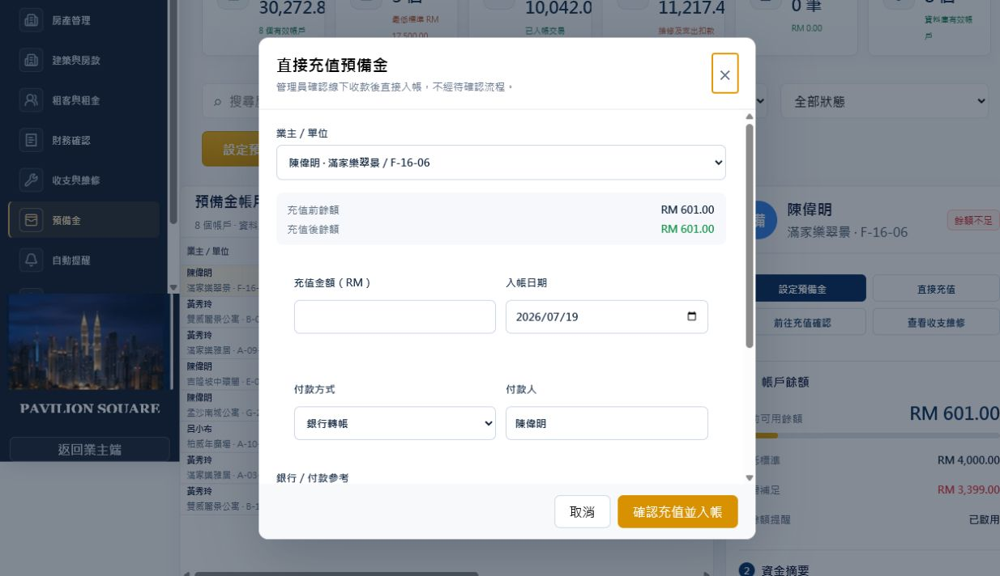 房產管理
建築與房款
租客與租金
財務確認
收支與維修
預備金
自動提醒
PAVILION SQUARE
返回業主端
30,272.8
8 個有效帳戶
最低標準 RM
17,500.00
10,042.0
已入帳交易
11,217.4
維修及支出扣款
0 筆
RM 0.00
資料庫有效帳
戶
搜尋
全部狀態
設定預
預備金帳戶
8 個帳戶 · 資料
業主 / 單位
陳偉明
滿家樂翠景 · F-16-
黃秀玲
雙威麗景公寓 · B-0
黃秀玲
滿家樂雅居 · A-09-
陳偉明
吉隆坡中環閣 · E-0
陳偉明
孟沙南城公寓 · G-2
呂小布
柏威年廣場 · A-10-
黃秀玲
滿家樂雅居 · A-03-
黃秀玲
雙威麗景公寓 · B-1
直接充值預備金
管理員確認線下收款後直接入帳，不經待確認流程。
×
業主 / 單位
陳偉明 · 滿家樂翠景 / F-16-06
充值前餘額 RM 601.00
充值後餘額 RM 601.00
充值金額（RM） 入帳日期
2026/07/19
付款方式 付款人
銀行轉帳 陳偉明
銀行 / 付款參考
取消 確認充值並入帳
備
陳偉明
滿家樂翠景 · F-16-06
餘額不足
設定預備金 直接充值
前往充值確認 查看收支維修
帳戶餘額
可用餘額 RM 601.00
標準 RM 4,000.00
補足 RM 3,399.00
餘額提醒 已啟用
2 資金摘要